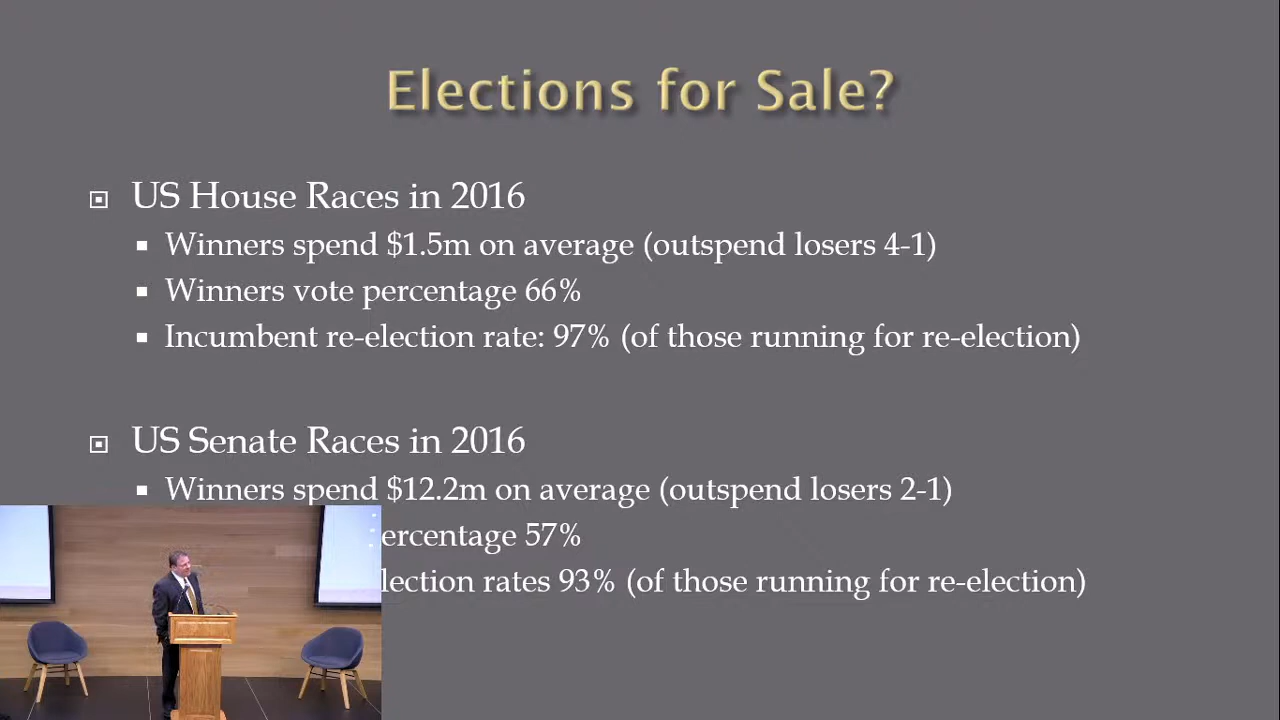 Elections for Sale?
US House Races in 2016
Winners spend $1.5m on average (outspend losers 4-1)
Winners vote percentage 66%
Incumbent re-election rate: 97% (of those running for re-election)
US Senate Races in 2016
Winners spend $12.2m on average (outspend losers 2-1)
ercentage 57%
lection rates 93% (of those running for re-election)